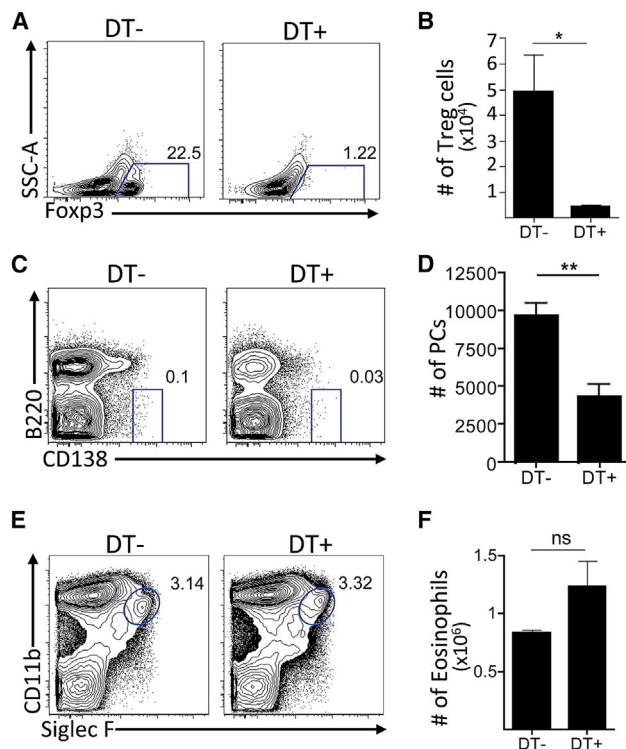 A
DT-
DT+
SSC-A
22.5
1.22
Foxp3
B
# of Treg cells
(x10⁴)
7
6
5
4
3
2
1
*
DT-
DT+
C
DT-
DT+
B220
0.1
0.03
CD138
D
# of PCs
12500
10000
7500
5000
2500
0
**
DT-
DT+
E
DT-
DT+
CD11b
3.14
3.32
Siglec F
F
# of Eosinophils
(x10⁶)
1.5
1
0.5
ns
DT-
DT+